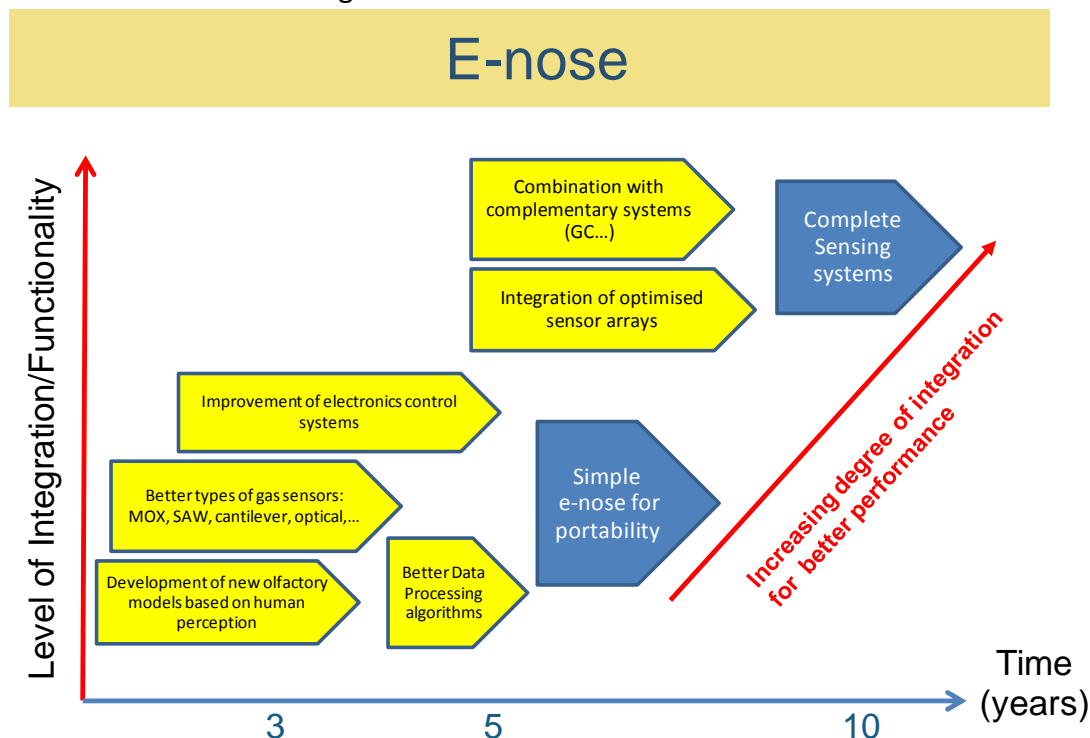 E-nose
Level of Integration/Functionality
Combination with
complementary systems
(GC...)
Complete
Sensing
systems
Integration of optimised
sensor arrays
Improvement of electronics control
systems
Better types of gas sensors:
MOX, SAW, cantilever, optical,...
Simple
e-nose for
portability
Development of new olfactory
models based on human
perception
Better Data
Processing
algorithms
Increasing degree of integration
for better performance
Time
(years)
3
5
10